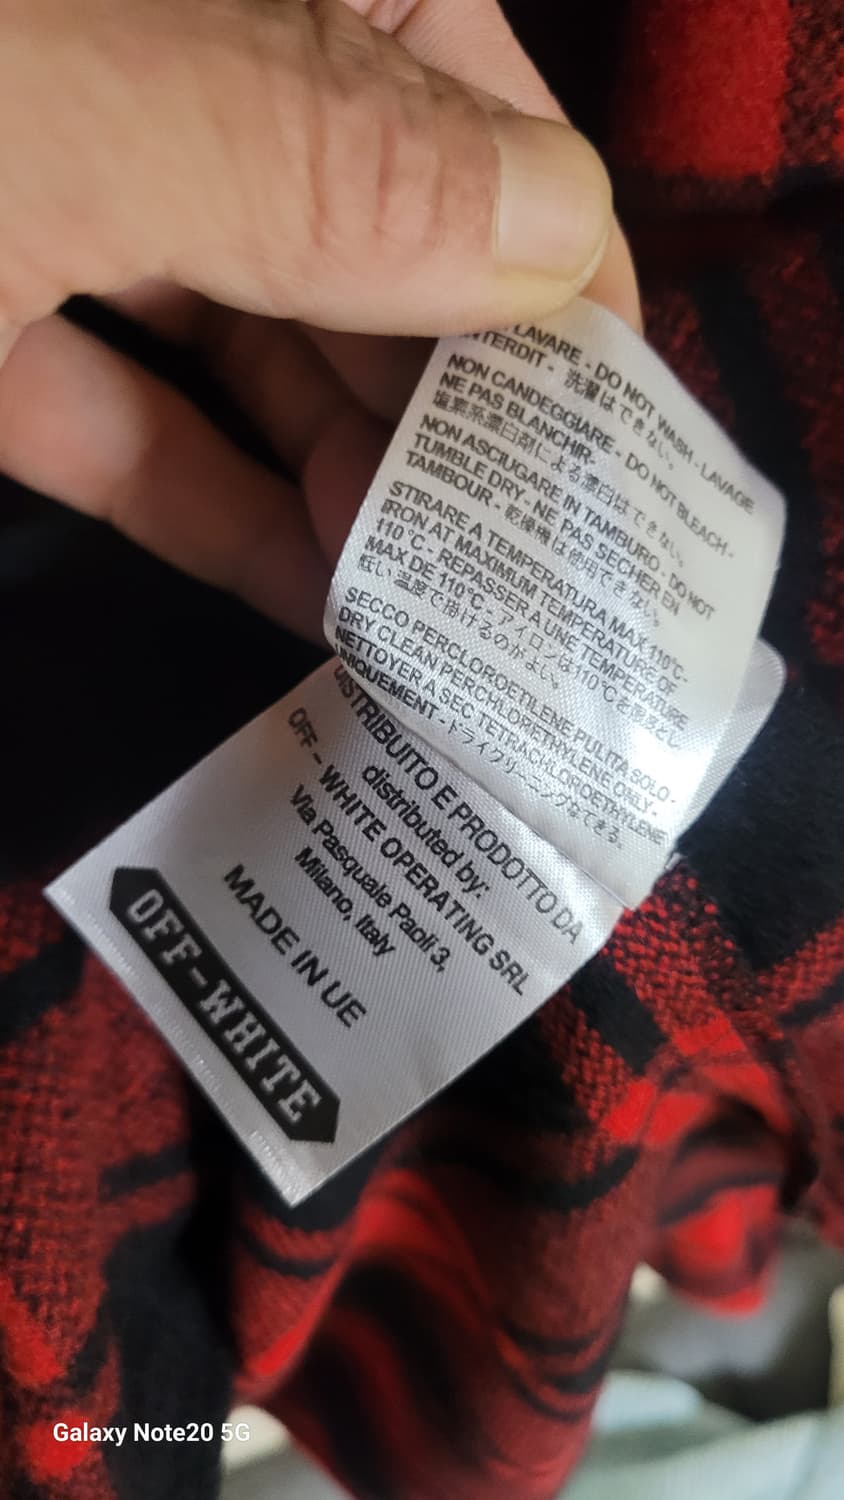 LAVARE - DO NOT WASH - LAVAGE
INTERDIT - 洗濯はできない。
NON CANDEGGIARE - DO NOT BLEACH -
NE PAS BLANCHIR-
塩素系漂白剤による漂白はできない。
NON ASCIUGARE IN TAMBURO - DO NOT
TUMBLE DRY - NE PAS SECHER EN
TAMBOUR - 乾燥機は使用できない。
STIRARE A TEMPERATURA MAX 110°C-
IRON AT MAXIMUM TEMPERATURE OF
110°C - REPASSER A UNE TEMPERATURE
MAX DE 110°C - アイロンは110°Cを限度とし
低い温度で掛けるのがよい。
SECCO PERCLOROETILENE PULITA SOLO -
DRY CLEAN PERCHLORETHYLENE ONLY -
NETTOYER A SEC TETRACHLOROETHYLENE
UNIQUEMENT - ドライクリーニングなできる。
DISTRIBUITO E PRODOTTO DA
distributed by:
OFF - WHITE OPERATING SRL
Via Pasquale Paoli 3,
Milano, Italy
MADE IN UE
OFF-WHITE
Galaxy Note20 5G